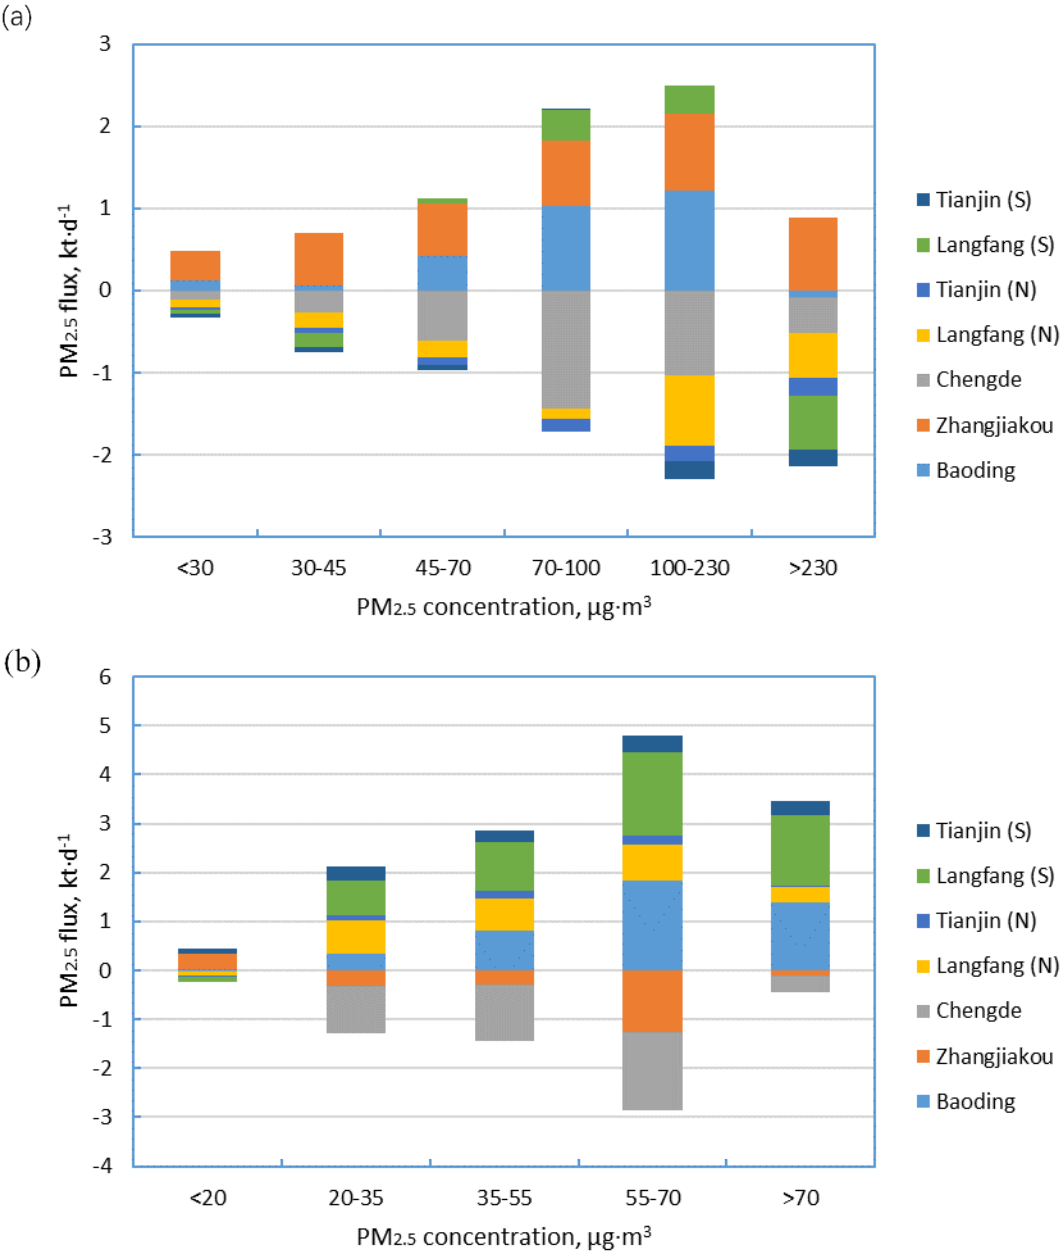 (a)
3
2
1
0
-1
-2
-3
PM2.5 flux, kt·d-1
<30 30-45 45-70 70-100 100-230 >230
PM2.5 concentration, μg·m3
Tianjin (S)
Langfang (S)
Tianjin (N)
Langfang (N)
Chengde
Zhangjiakou
Baoding
(b)
6
5
4
3
2
1
0
-1
-2
-3
-4
PM2.5 flux, kt·d-1
<20 20-35 35-55 55-70 >70
PM2.5 concentration, μg·m3
Tianjin (S)
Langfang (S)
Tianjin (N)
Langfang (N)
Chengde
Zhangjiakou
Baoding